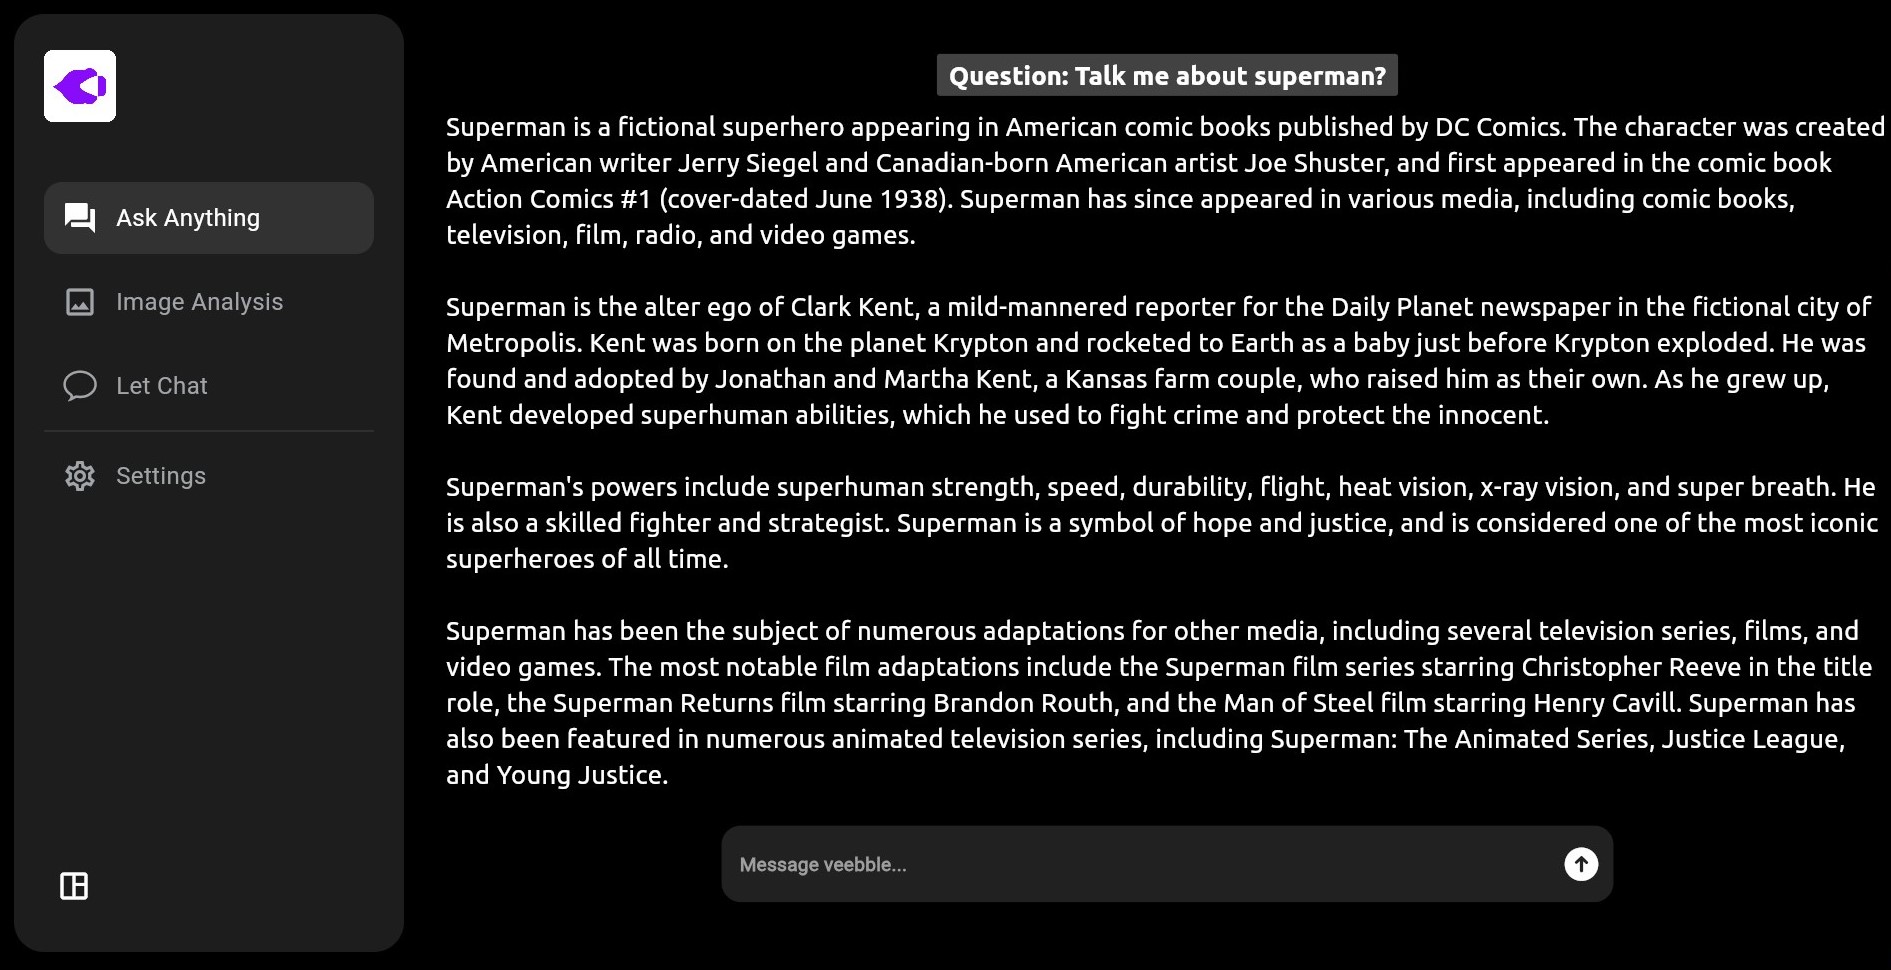 Ask Anything
Image Analysis
Let Chat
Settings
Question: Talk me about superman?
Superman is a fictional superhero appearing in American comic books published by DC Comics. The character was created
by American writer Jerry Siegel and Canadian-born American artist Joe Shuster, and first appeared in the comic book
Action Comics #1 (cover-dated June 1938). Superman has since appeared in various media, including comic books,
television, film, radio, and video games.
Superman is the alter ego of Clark Kent, a mild-mannered reporter for the Daily Planet newspaper in the fictional city of
Metropolis. Kent was born on the planet Krypton and rocketed to Earth as a baby just before Krypton exploded. He was
found and adopted by Jonathan and Martha Kent, a Kansas farm couple, who raised him as their own. As he grew up,
Kent developed superhuman abilities, which he used to fight crime and protect the innocent.
Superman's powers include superhuman strength, speed, durability, flight, heat vision, x-ray vision, and super breath. He
is also a skilled fighter and strategist. Superman is a symbol of hope and justice, and is considered one of the most iconic
superheroes of all time.
Superman has been the subject of numerous adaptations for other media, including several television series, films, and
video games. The most notable film adaptations include the Superman film series starring Christopher Reeve in the title
role, the Superman Returns film starring Brandon Routh, and the Man of Steel film starring Henry Cavill. Superman has
also been featured in numerous animated television series, including Superman: The Animated Series, Justice League,
and Young Justice.
Message veebble...